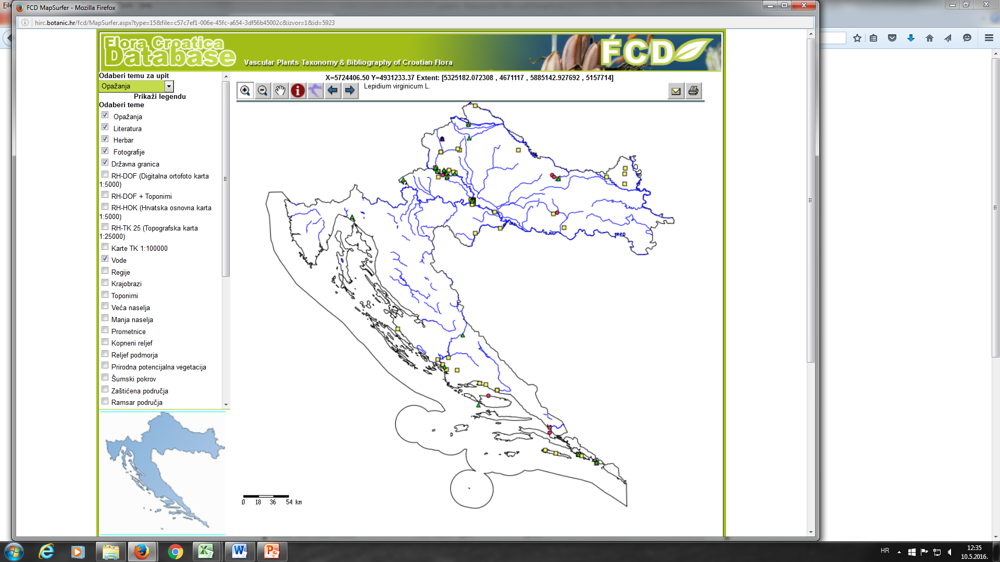 File
FCD MapSurfer - Mozilla Firefox
hirc.botanic.hr/fcd/MapSurfer.aspx?type=15&file=c57c7ef1-006e-45fc-a654-3df56b45002c&izvor=1&id=5923
Flora Croatica
Database
Vascular Plants Taxonomy & Bibliography of Croatian Flora
FCD
Odaberi temu za upit
Opažanja
Prikaži legendu
Odaberi teme
Opažanja
Literatura
Herbar
Fotografije
Državna granica
RH-DOF (Digitalna ortofoto karta
1:5000)
RH-DOF + Toponimi
RH-HOK (Hrvatska osnovna karta
1:5000)
RH-TK 25 (Topografska karta
1:25000)
Karte TK 1:100000
Vode
Regije
Krajobrazi
Toponimi
Veća naselja
Manja naselja
Prometnice
Kopneni reljef
Reljef podmorja
Prirodna potencijalna vegetacija
Šumski pokrov
Zaštićena područja
Ramsar područja
X=5724406.50 Y=4931233.37 Extent: [5325182.072308 , 4671117 , 5885142.927692 , 5157714]
Lepidium virginicum L.
0 18 36 54 km
HR
12:35
10.5.2016.